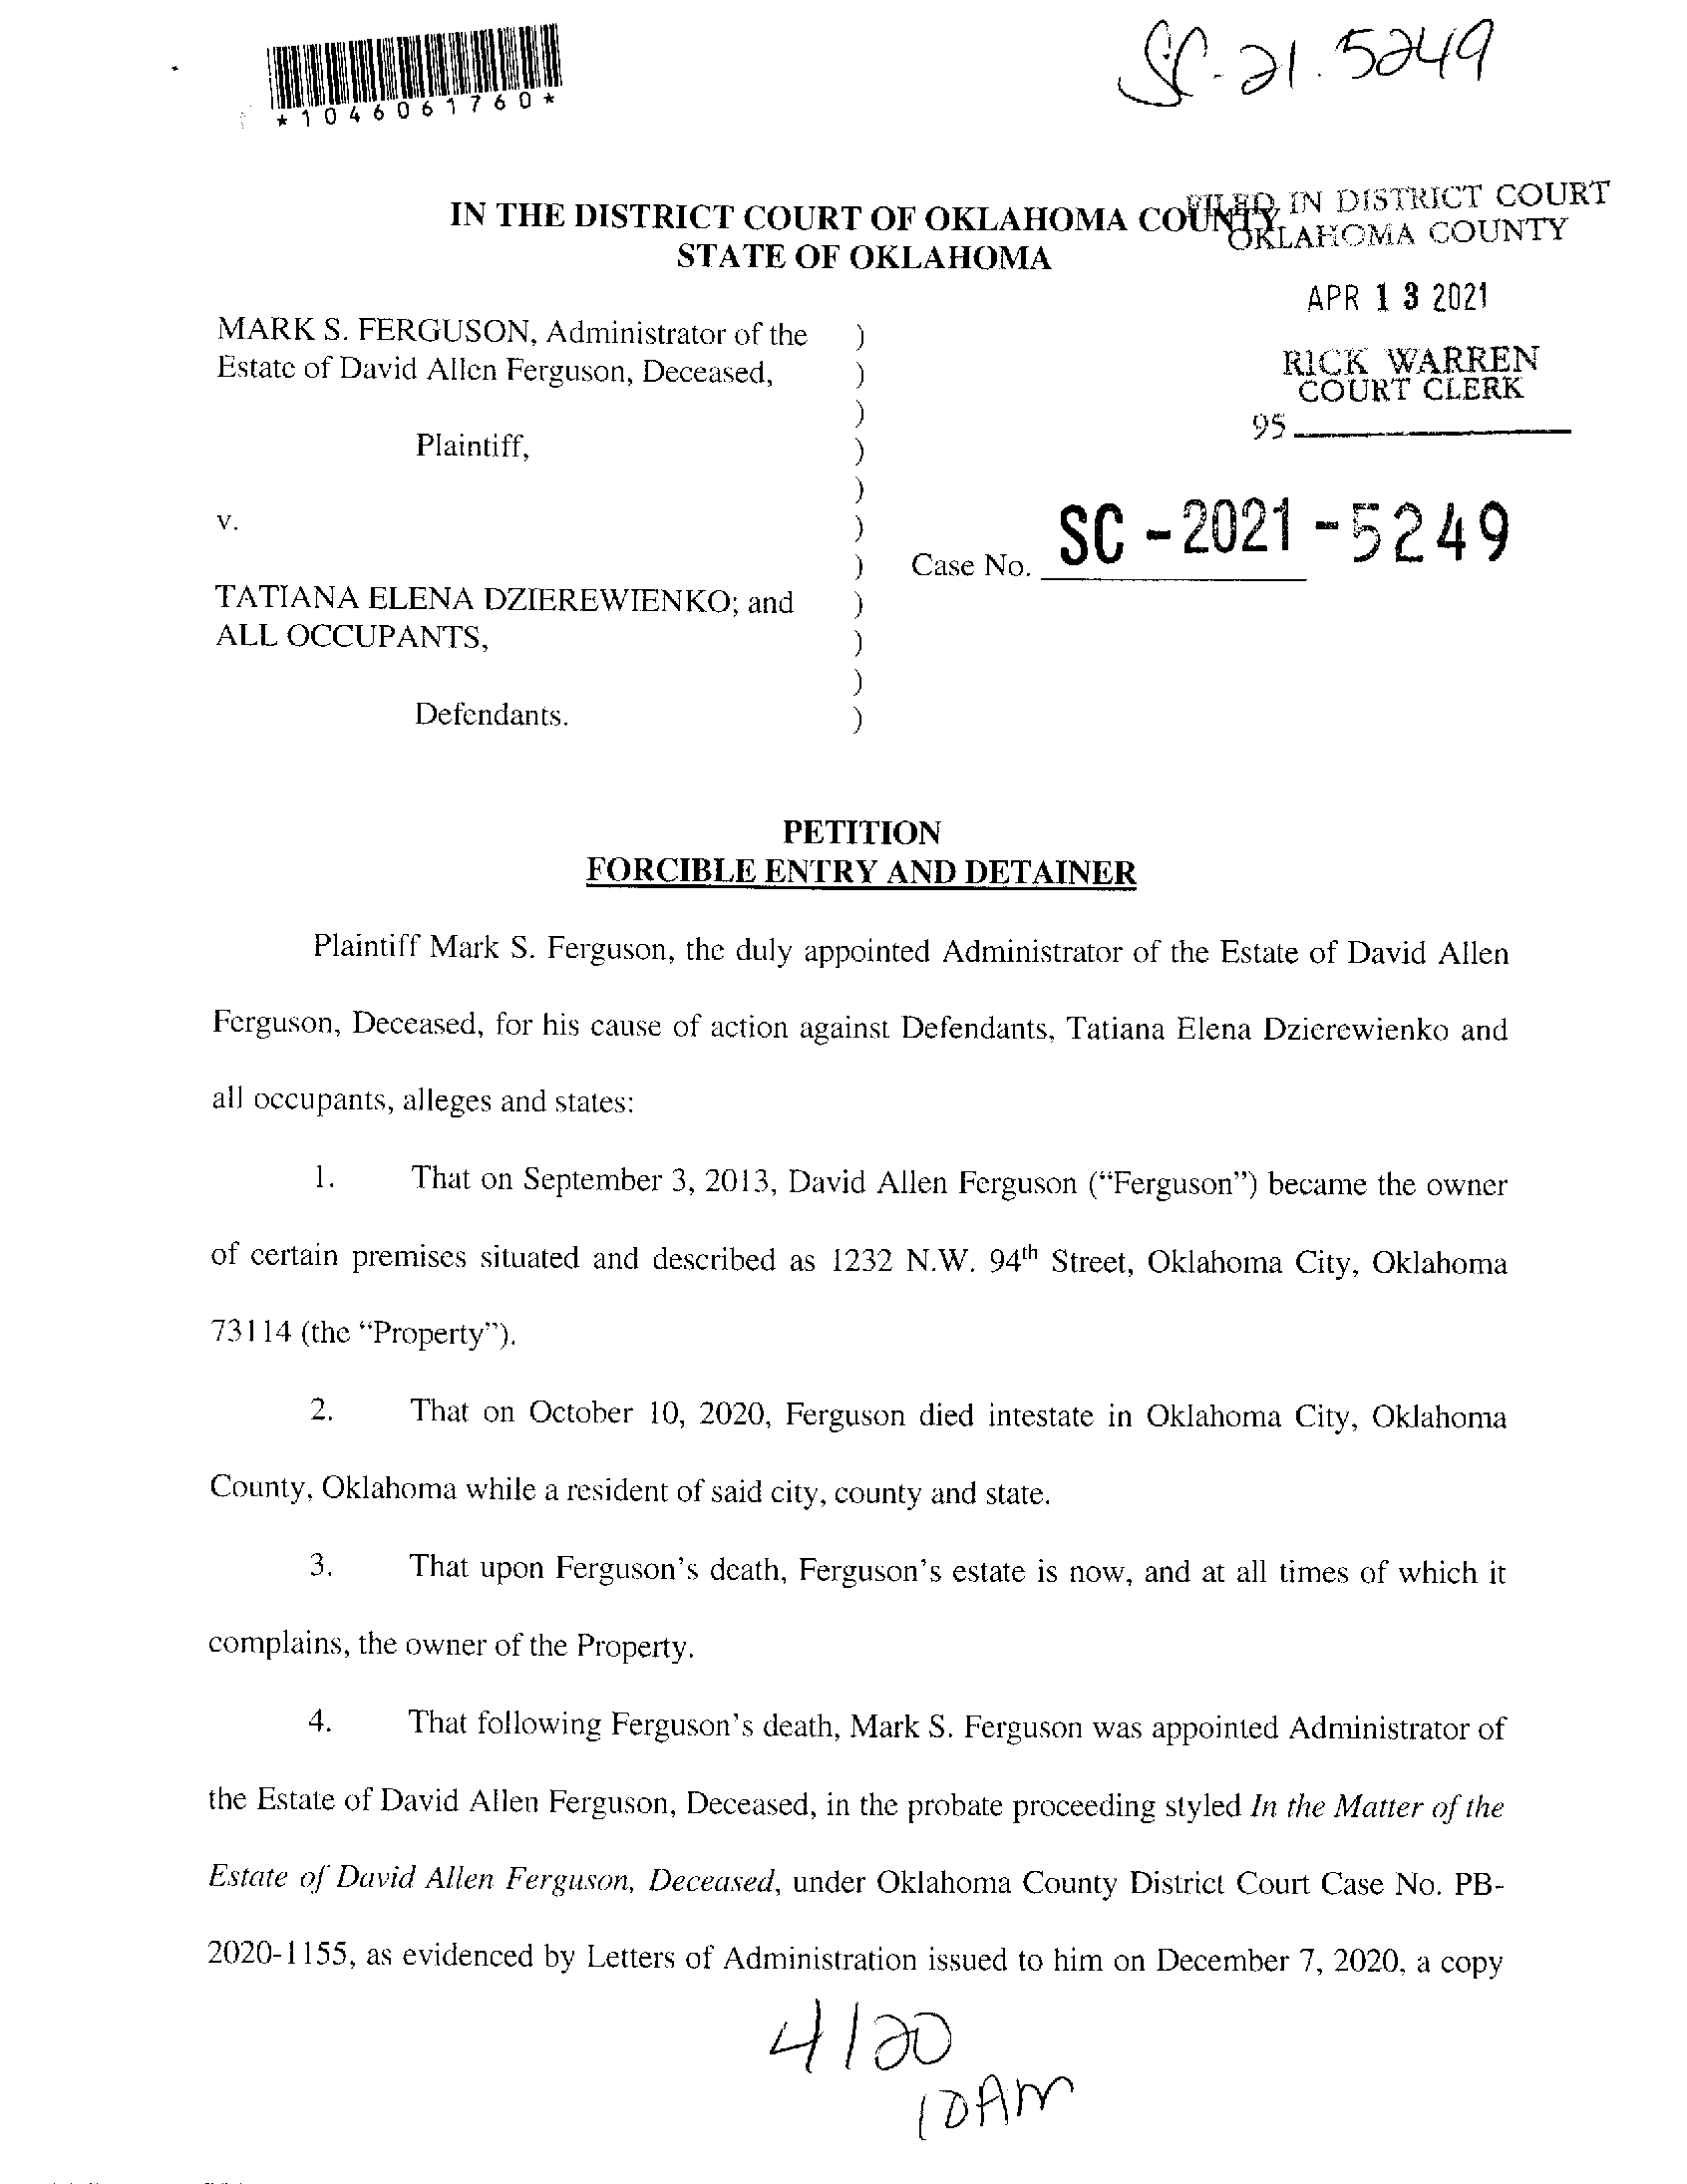 *1046061760*
SC-21.5249
IN THE DISTRICT COURT OF OKLAHOMA COUNTY
STATE OF OKLAHOMA
FILED IN DISTRICT COURT
OKLAHOMA COUNTY
APR 13 2021
RICK WARREN
COURT CLERK
95
MARK S. FERGUSON, Administrator of the )
Estate of David Allen Ferguson, Deceased, )
)
Plaintiff, )
)
v. )
) Case No. SC-2021-5249
TATIANA ELENA DZIEREWIENKO; and )
ALL OCCUPANTS, )
)
Defendants. )
PETITION
FORCIBLE ENTRY AND DETAINER
Plaintiff Mark S. Ferguson, the duly appointed Administrator of the Estate of David Allen
Ferguson, Deceased, for his cause of action against Defendants, Tatiana Elena Dzierewienko and
all occupants, alleges and states:
1. That on September 3, 2013, David Allen Ferguson (“Ferguson”) became the owner
of certain premises situated and described as 1232 N.W. 94th Street, Oklahoma City, Oklahoma
73114 (the “Property”).
2. That on October 10, 2020, Ferguson died intestate in Oklahoma City, Oklahoma
County, Oklahoma while a resident of said city, county and state.
3. That upon Ferguson’s death, Ferguson’s estate is now, and at all times of which it
complains, the owner of the Property.
4. That following Ferguson’s death, Mark S. Ferguson was appointed Administrator of
the Estate of David Allen Ferguson, Deceased, in the probate proceeding styled In the Matter of the
Estate of David Allen Ferguson, Deceased, under Oklahoma County District Court Case No. PB-
2020-1155, as evidenced by Letters of Administration issued to him on December 7, 2020, a copy
4/20
10AM